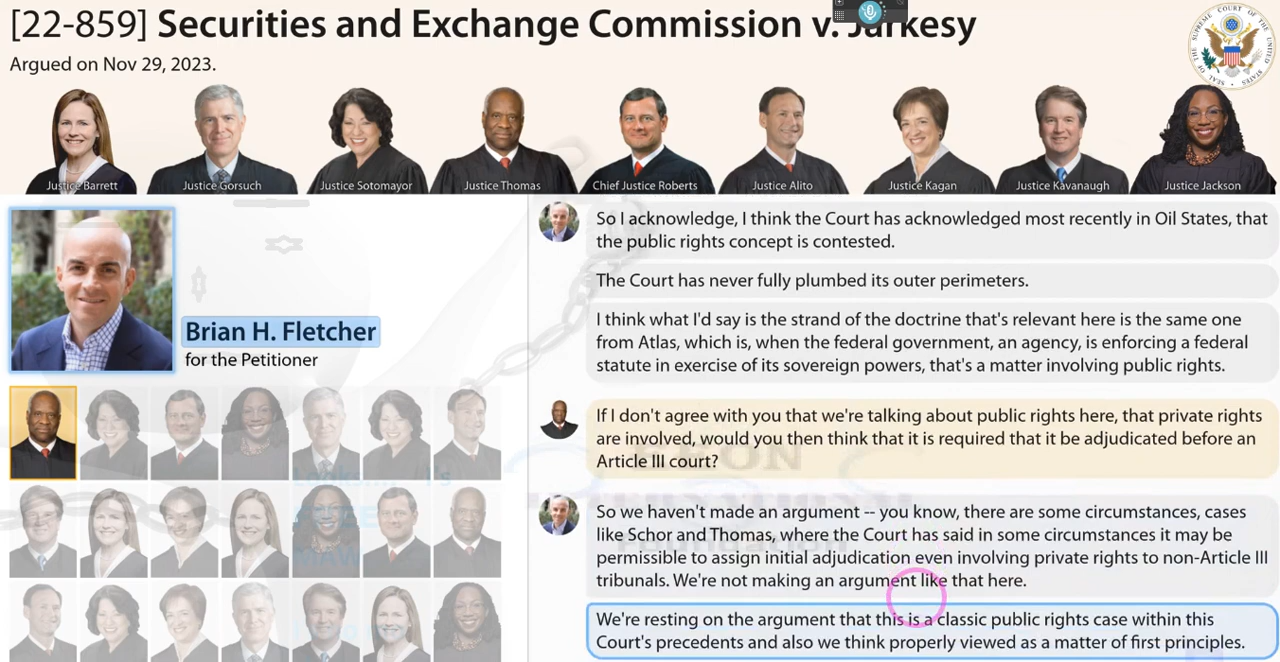 [22-859] Securities and Exchange Commission v. Jarkesy
Argued on Nov 29, 2023.
Justice Barrett
Justice Gorsuch
Justice Sotomayor
Justice Thomas
Chief Justice Roberts
Justice Alito
Justice Kagan
Justice Kavanaugh
Justice Jackson
Brian H. Fletcher
for the Petitioner
So I acknowledge, I think the Court has acknowledged most recently in Oil States, that
the public rights concept is contested.
The Court has never fully plumbed its outer perimeters.
I think what I'd say is the strand of the doctrine that's relevant here is the same one
from Atlas, which is, when the federal government, an agency, is enforcing a federal
statute in exercise of its sovereign powers, that's a matter involving public rights.
If I don't agree with you that we're talking about public rights here, that private rights
are involved, would you then think that it is required that it be adjudicated before an
Article III court?
So we haven't made an argument -- you know, there are some circumstances, cases
like Schor and Thomas, where the Court has said in some circumstances it may be
permissible to assign initial adjudication even involving private rights to non-Article III
tribunals. We're not making an argument like that here.
We're resting on the argument that this is a classic public rights case within this
Court's precedents and also we think properly viewed as a matter of first principles.